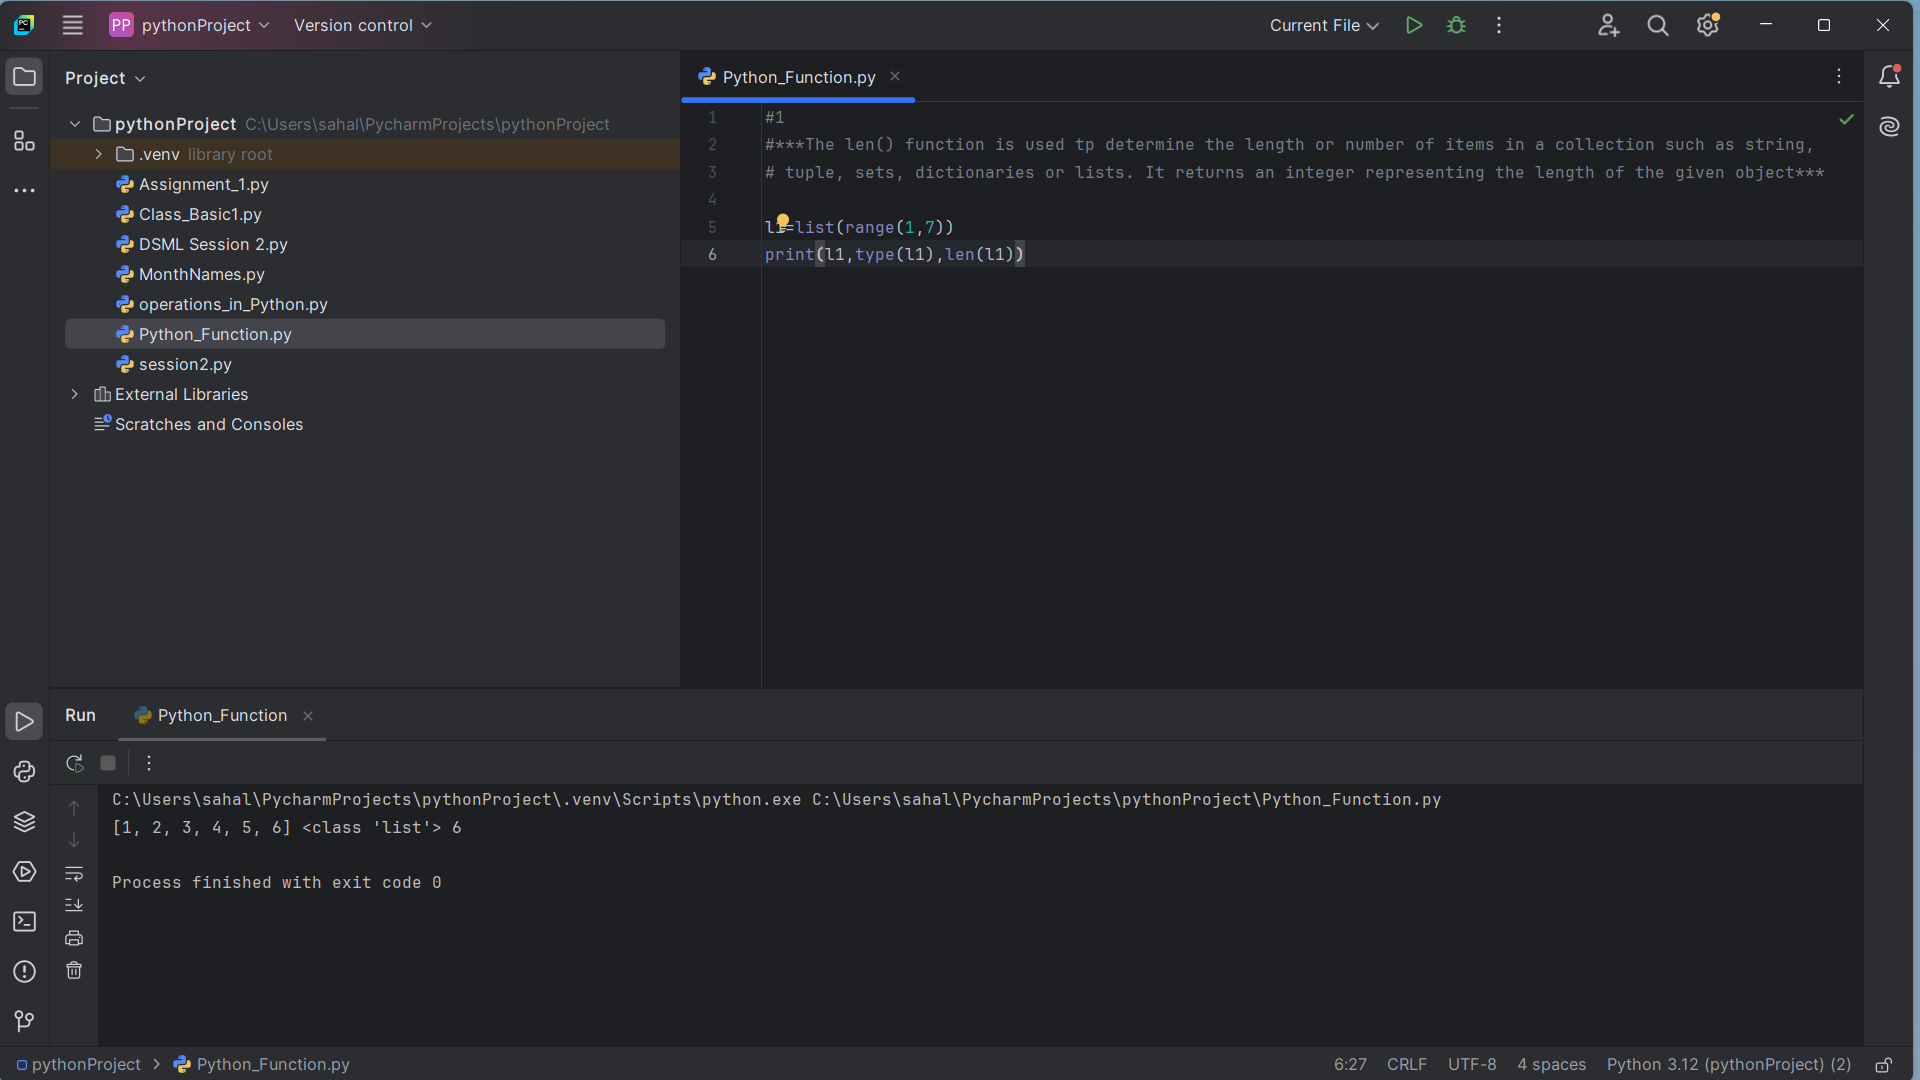 PP pythonProject Version control Current File
Project
Python_Function.py
pythonProject C:\Users\sahal\PycharmProjects\pythonProject
.venv library root
Assignment_1.py
Class_Basic1.py
DSML Session 2.py
MonthNames.py
operations_in_Python.py
Python_Function.py
session2.py
External Libraries
Scratches and Consoles
1 #1
2 #***The len() function is used tp determine the length or number of items in a collection such as string,
3 # tuple, sets, dictionaries or lists. It returns an integer representing the length of the given object***
4
5 l1=list(range(1,7))
6 print(l1,type(l1),len(l1))
Run Python_Function
C:\Users\sahal\PycharmProjects\pythonProject\.venv\Scripts\python.exe C:\Users\sahal\PycharmProjects\pythonProject\Python_Function.py
[1, 2, 3, 4, 5, 6] <class 'list'> 6
Process finished with exit code 0
pythonProject > Python_Function.py 6:27 CRLF UTF-8 4 spaces Python 3.12 (pythonProject) (2)